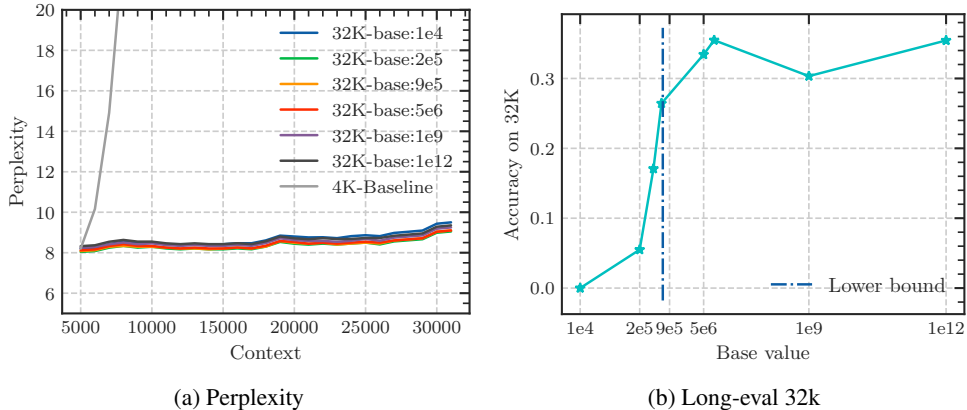 20
18
16
14
12
10
8
6
Perplexity
5000 10000 15000 20000 25000 30000
Context
32K-base:1e4
32K-base:2e5
32K-base:9e5
32K-base:5e6
32K-base:1e9
32K-base:1e12
4K-Baseline
(a) Perplexity
0.3
0.2
0.1
0.0
Accuracy on 32K
Lower bound
1e4 2e5 9e5 5e6 1e9 1e12
Base value
(b) Long-eval 32k